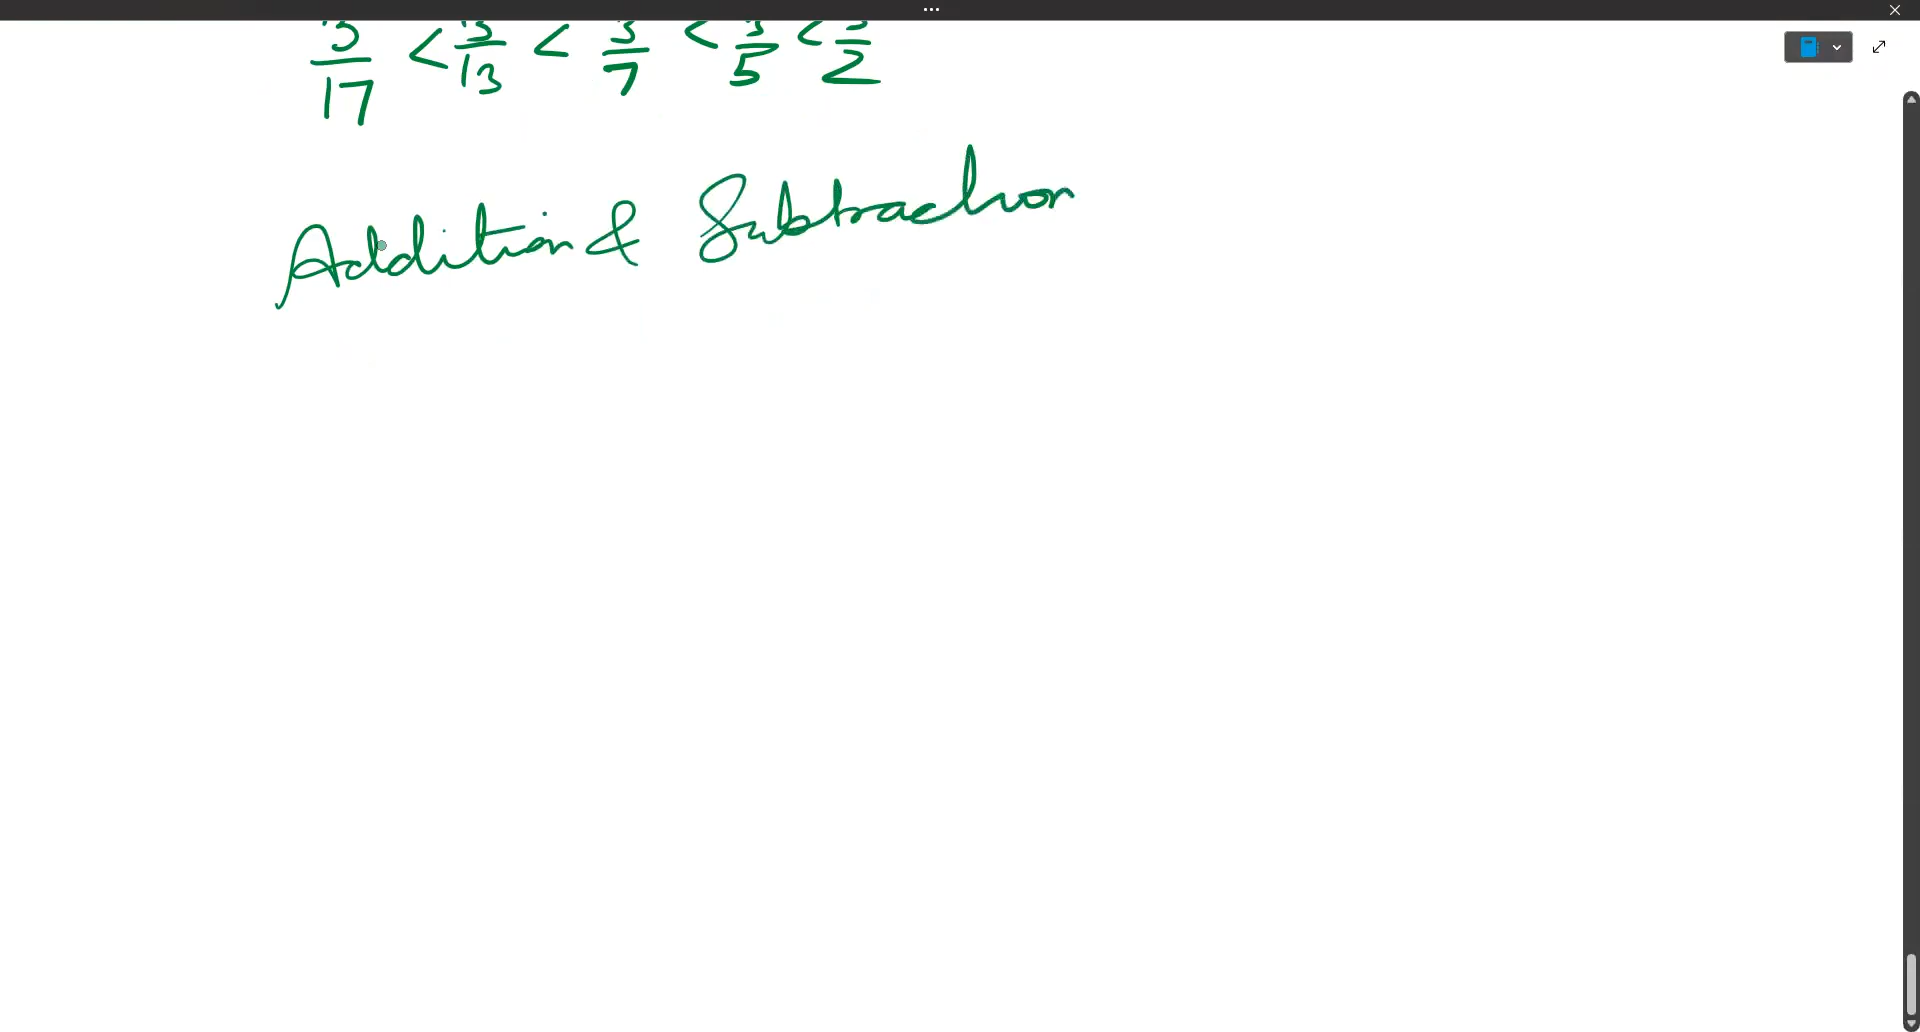 3/17 < 3/13 < 3/7 < 3/5 < 3/2
Addition & Subtraction